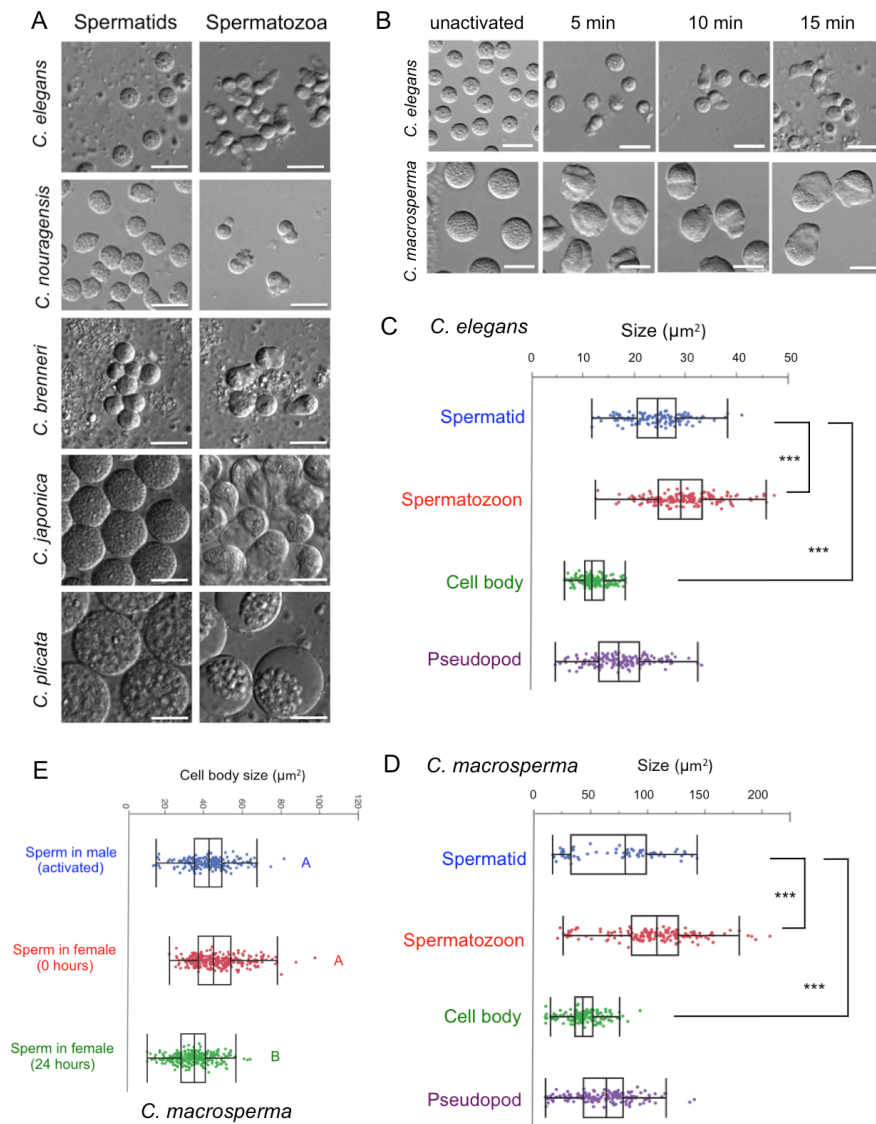 A
Spermatids
Spermatozoa
C. elegans
C. nouragensis
C. brenneri
C. japonica
C. plicata
B
unactivated
5 min
10 min
15 min
C. elegans
C. macrosperma
C
C. elegans
Size (µm²)
0 10 20 30 40 50
Spermatid
Spermatozoon
Cell body
Pseudopod
***
***
E
Cell body size (µm²)
0 20 40 60 80 100 120
Sperm in male
(activated)
A
Sperm in female
(0 hours)
A
Sperm in female
(24 hours)
B
C. macrosperma
D
C. macrosperma
Size (µm²)
0 50 100 150 200
Spermatid
Spermatozoon
Cell body
Pseudopod
***
***